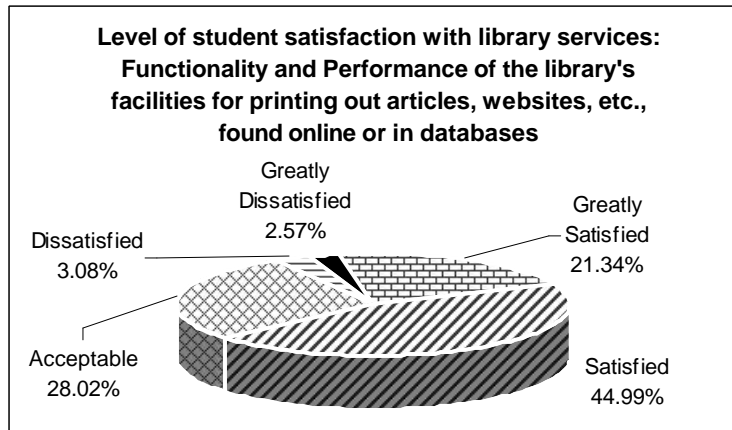 Level of student satisfaction with library services:
Functionality and Performance of the library's
facilities for printing out articles, websites, etc.,
found online or in databases
Greatly
Dissatisfied
2.57%
Greatly
Satisfied
21.34%
Dissatisfied
3.08%
Acceptable
28.02%
Satisfied
44.99%